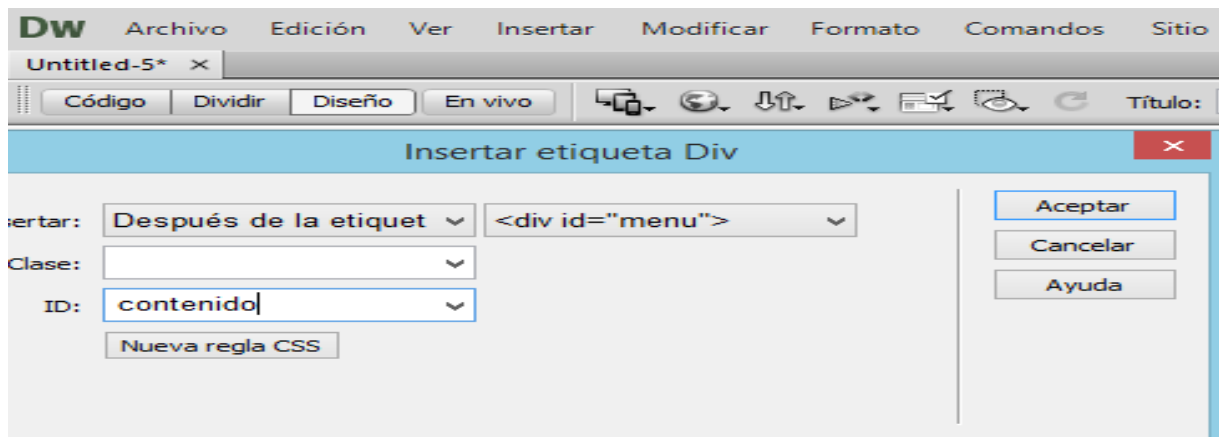 Dw Archivo Edición Ver Insertar Modificar Formato Comandos Sitio
Untitled-5* ×
Código Dividir Diseño En vivo Título:
Insertar etiqueta Div
sertar: Después de la etiquet <div id="menu"> Aceptar
Cancelar
Clase:
ID: contenido Ayuda
Nueva regla CSS